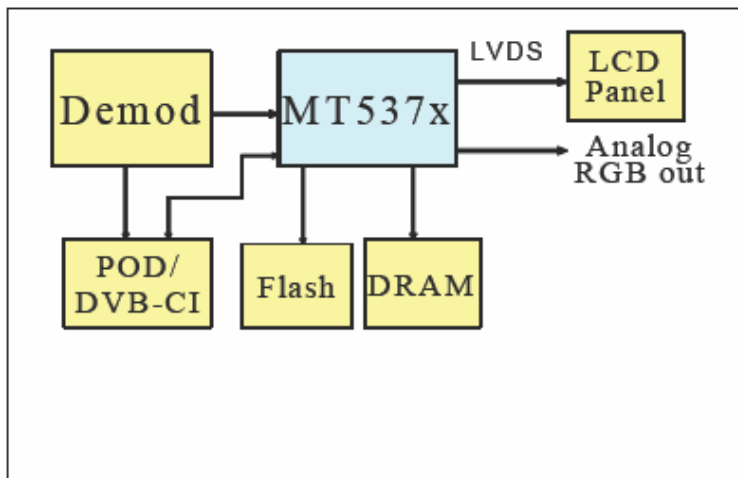 Demod
MT537x
LVDS
LCD
Panel
Analog
RGB out
POD/
DVB-CI
Flash
DRAM